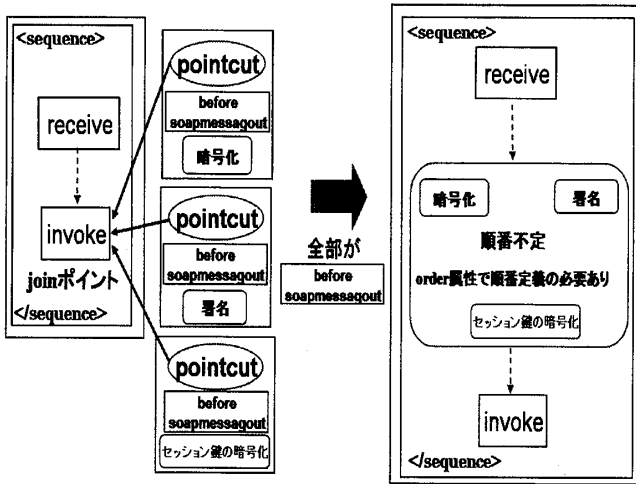 <sequence>
receive
invoke
joinポイント
</sequence>
pointcut
before
soapmessagout
暗号化
pointcut
before
soapmessagout
署名
pointcut
before
soapmessagout
セッション鍵の暗号化
全部が
before
soapmessagout
<sequence>
receive
暗号化
署名
順番不定
order属性で順番定義の必要あり
セッション鍵の暗号化
invoke
</sequence>